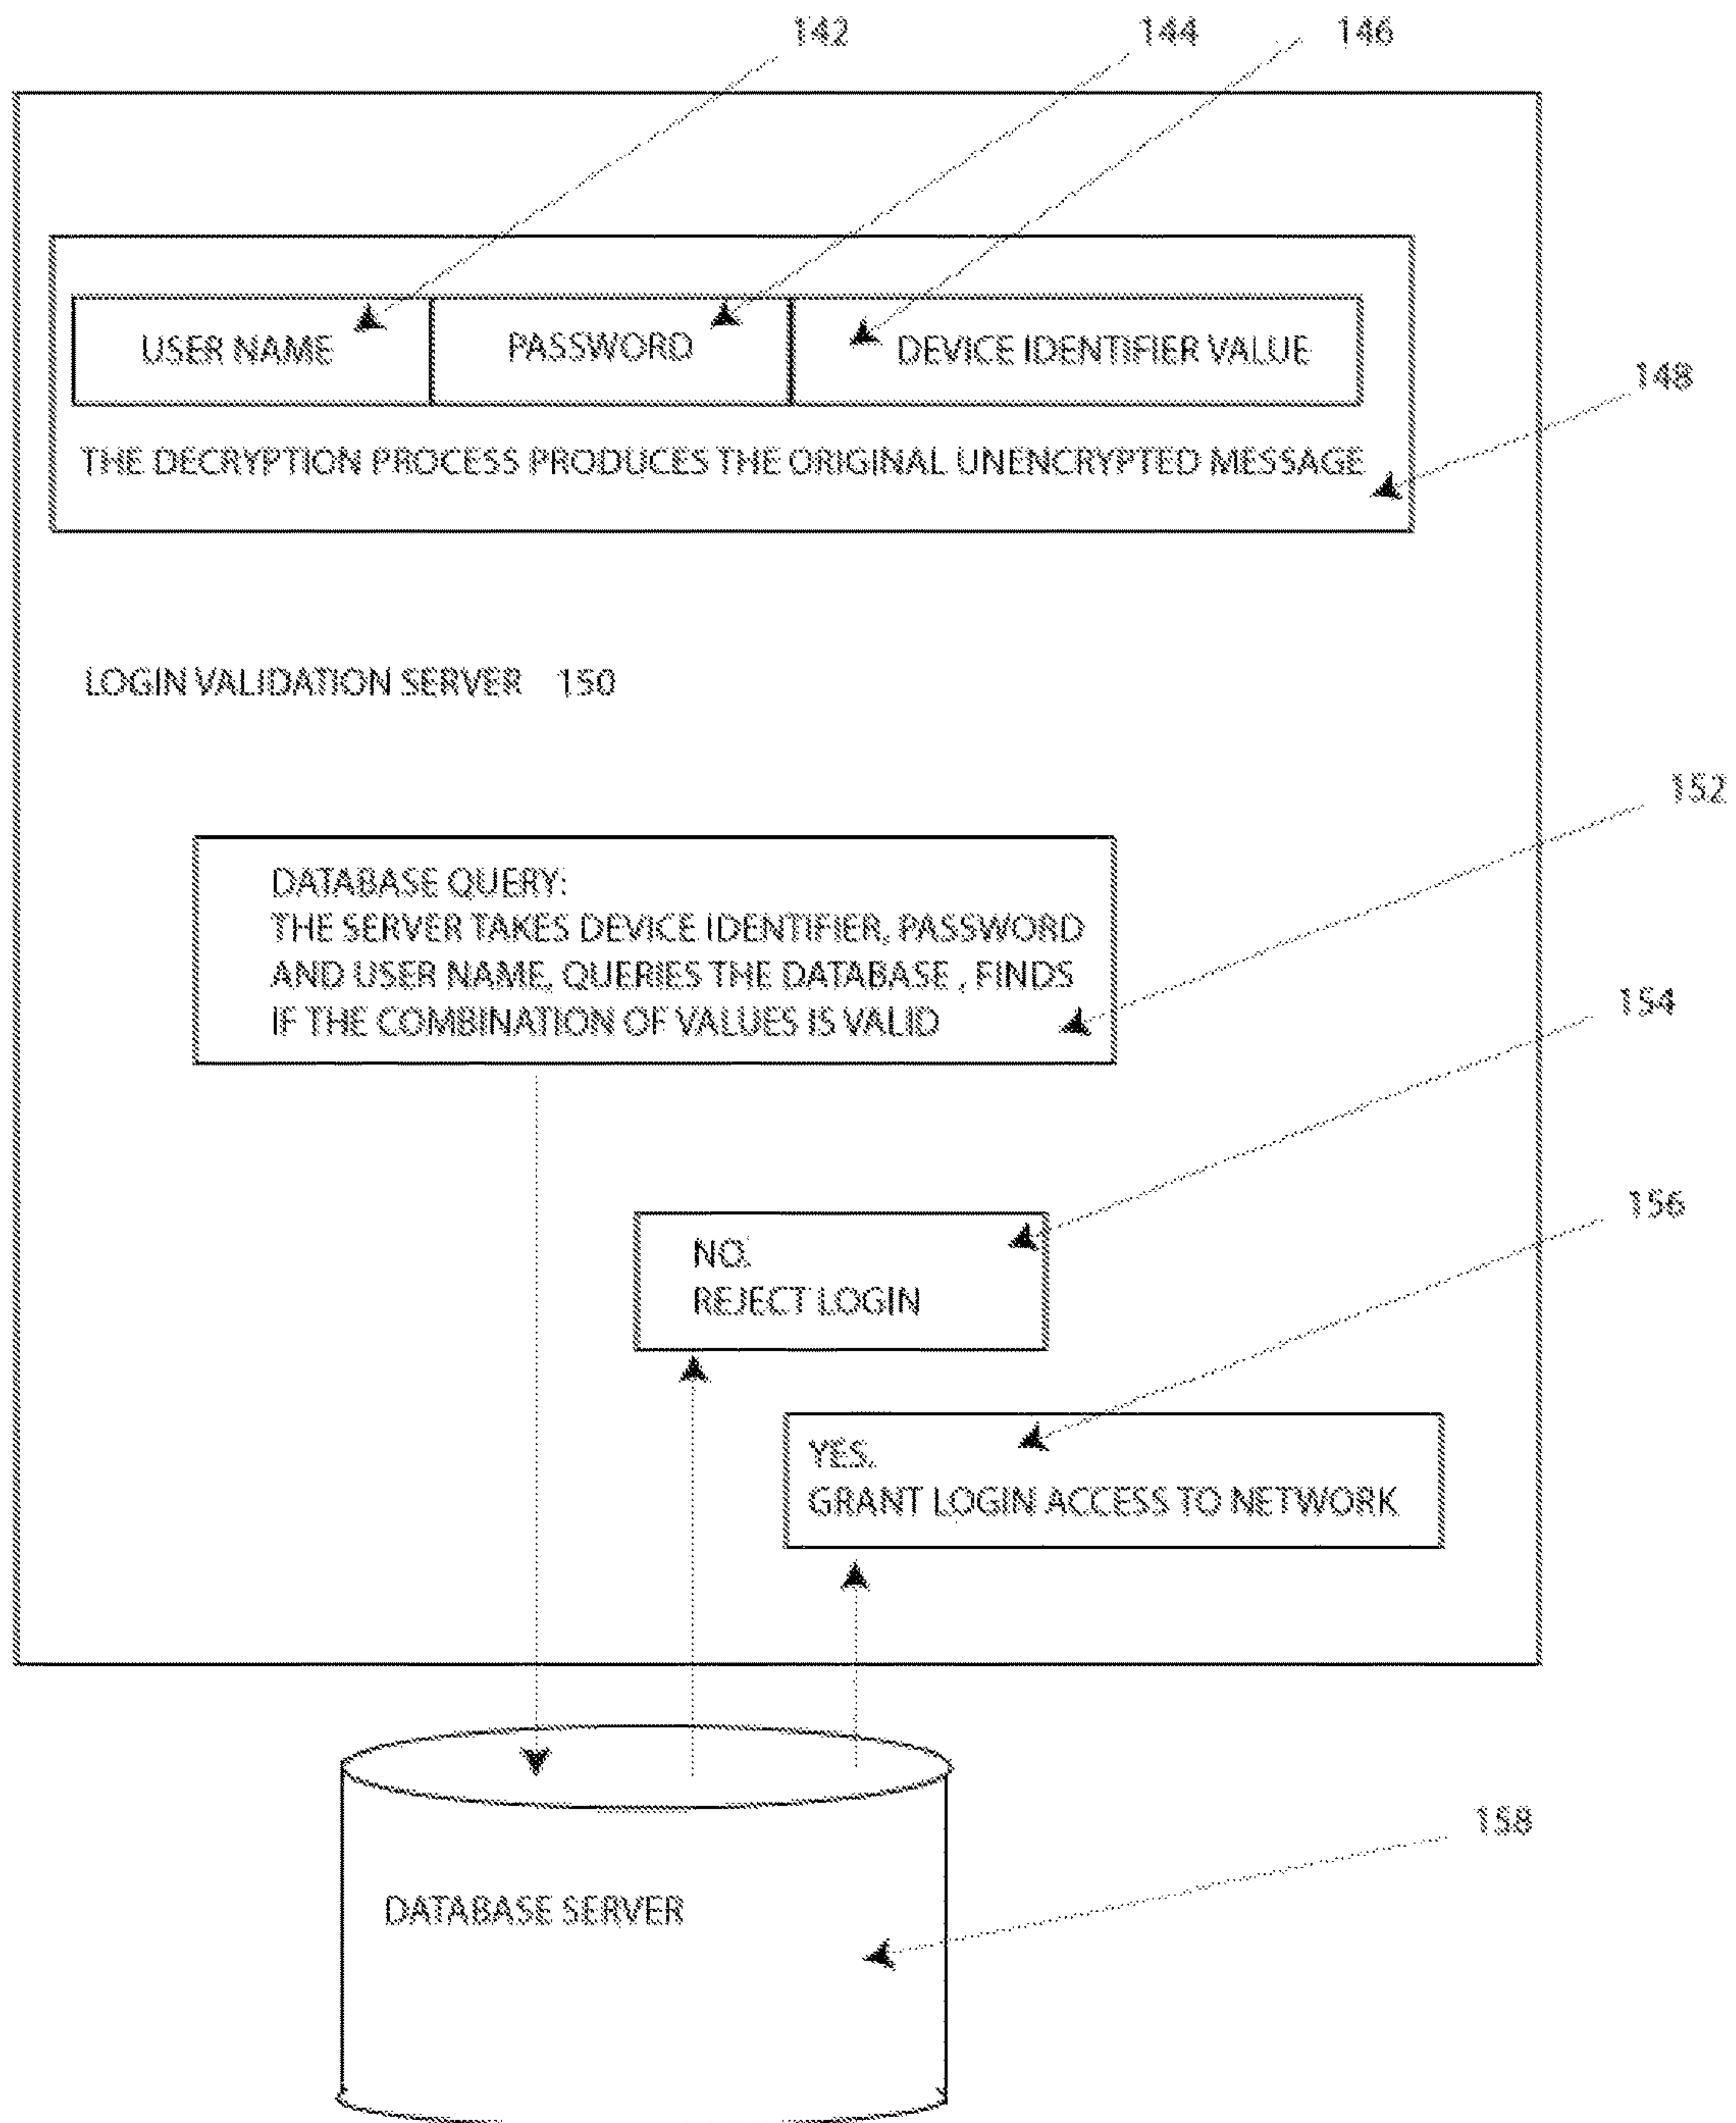 142
144
146
USER NAME
PASSWORD
DEVICE IDENTIFIER VALUE
148
THE DECRYPTION PROCESS PRODUCES THE ORIGINAL UNENCRYPTED MESSAGE
LOGIN VALIDATION SERVER 150
152
DATABASE QUERY:
THE SERVER TAKES DEVICE IDENTIFIER, PASSWORD
AND USER NAME, QUERIES THE DATABASE , FINDS
IF THE COMBINATION OF VALUES IS VALID
154
156
NO.
REJECT LOGIN
YES.
GRANT LOGIN ACCESS TO NETWORK
158
DATABASE SERVER